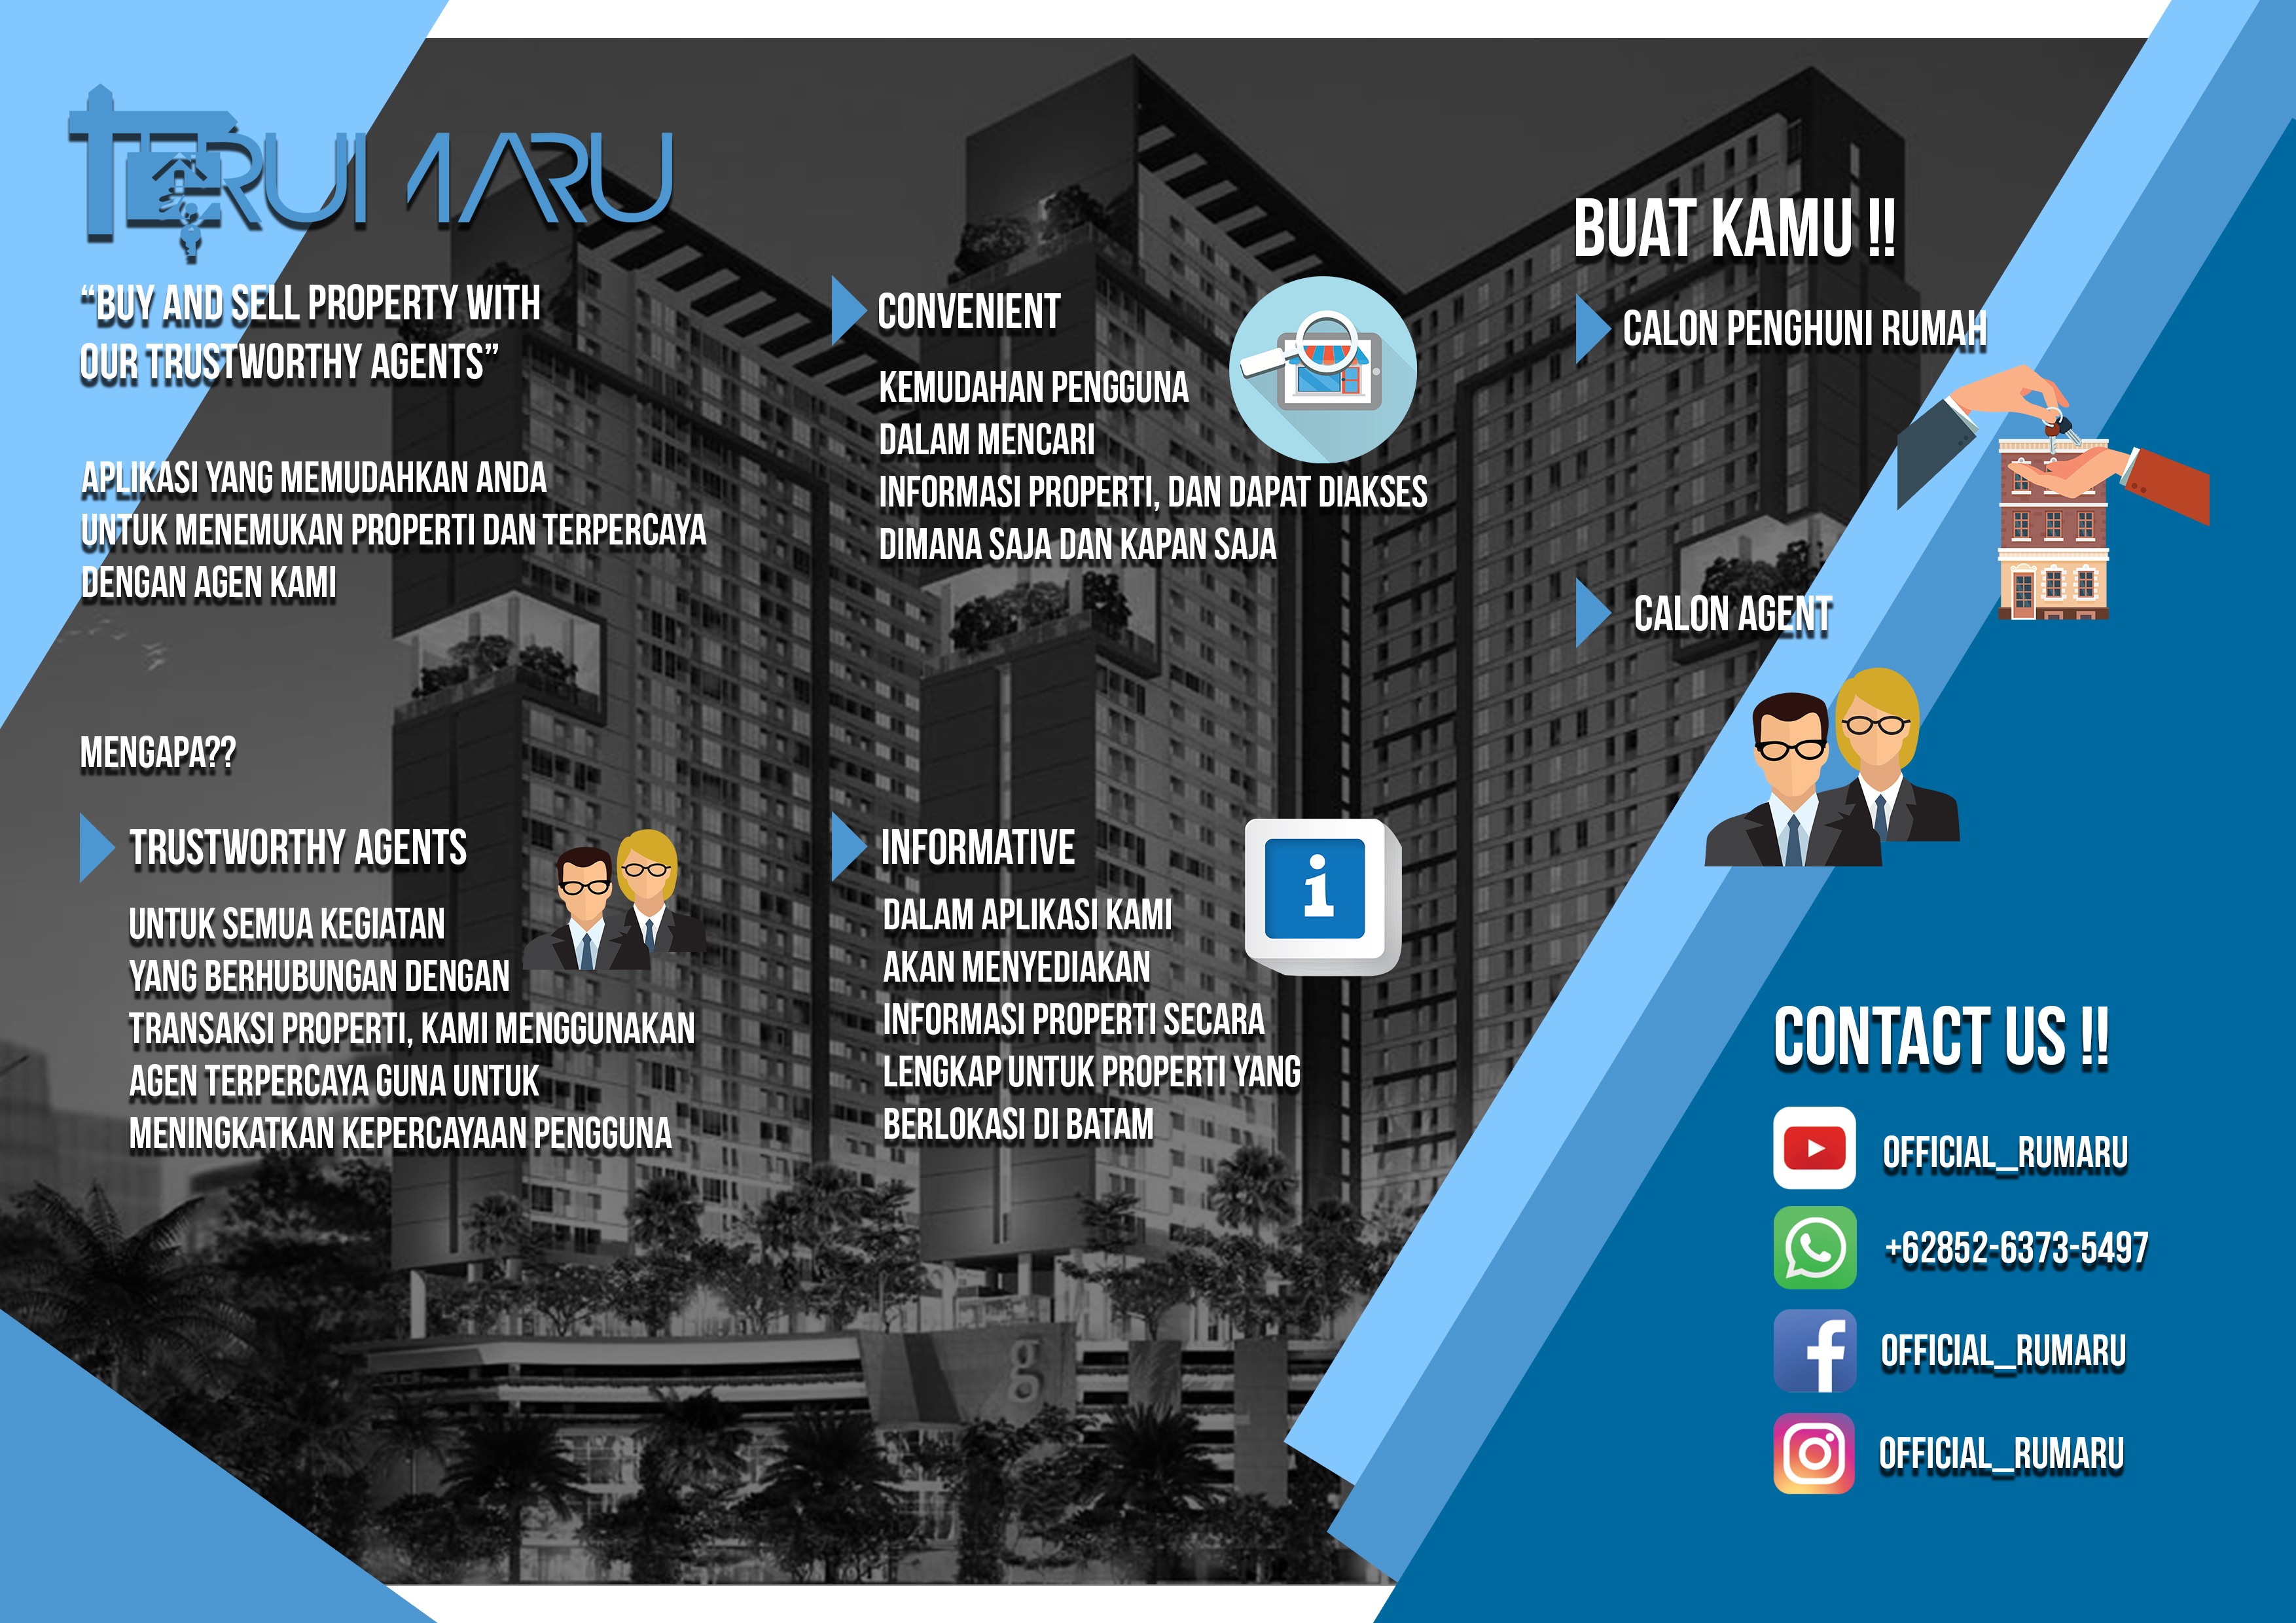 TERUMARU
“BUY AND SELL PROPERTY WITH
OUR TRUSTWORTHY AGENTS”
APLIKASI YANG MEMUDAHKAN ANDA
UNTUK MENEMUKAN PROPERTI DAN TERPERCAYA
DENGAN AGEN KAMI
MENGAPA??
TRUSTWORTHY AGENTS
UNTUK SEMUA KEGIATAN
YANG BERHUBUNGAN DENGAN
TRANSAKSI PROPERTI, KAMI MENGGUNAKAN
AGEN TERPERCAYA GUNA UNTUK
MENINGKATKAN KEPERCAYAAN PENGGUNA
CONVENIENT
KEMUDAHAN PENGGUNA
DALAM MENCARI
INFORMASI PROPERTI, DAN DAPAT DIAKSES
DIMANA SAJA DAN KAPAN SAJA
INFORMATIVE
i
DALAM APLIKASI KAMI
AKAN MENYEDIAKAN
INFORMASI PROPERTI SECARA
LENGKAP UNTUK PROPERTI YANG
BERLOKASI DI BATAM
g
BUAT KAMU !!
CALON PENGHUNI RUMAH
CALON AGENT
CONTACT US !!
OFFICIAL_RUMARU
+62852-6373-5497
OFFICIAL_RUMARU
OFFICIAL_RUMARU